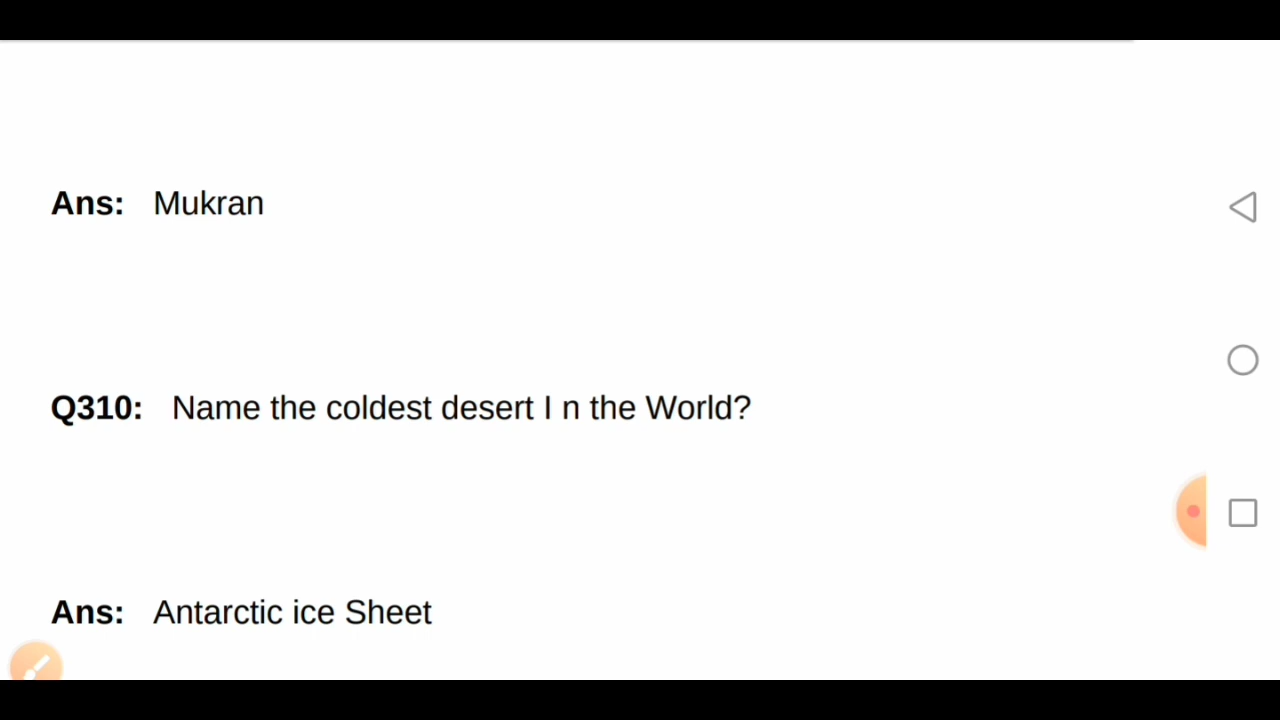 Ans: Mukran
Q310: Name the coldest desert I n the World?
Ans: Antarctic ice Sheet